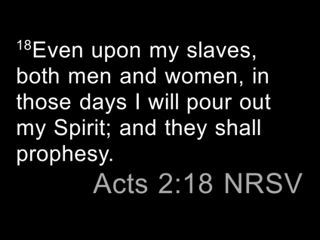 18Even upon my slaves,
both men and women, in
those days I will pour out
my Spirit; and they shall
prophesy.
Acts 2:18 NRSV